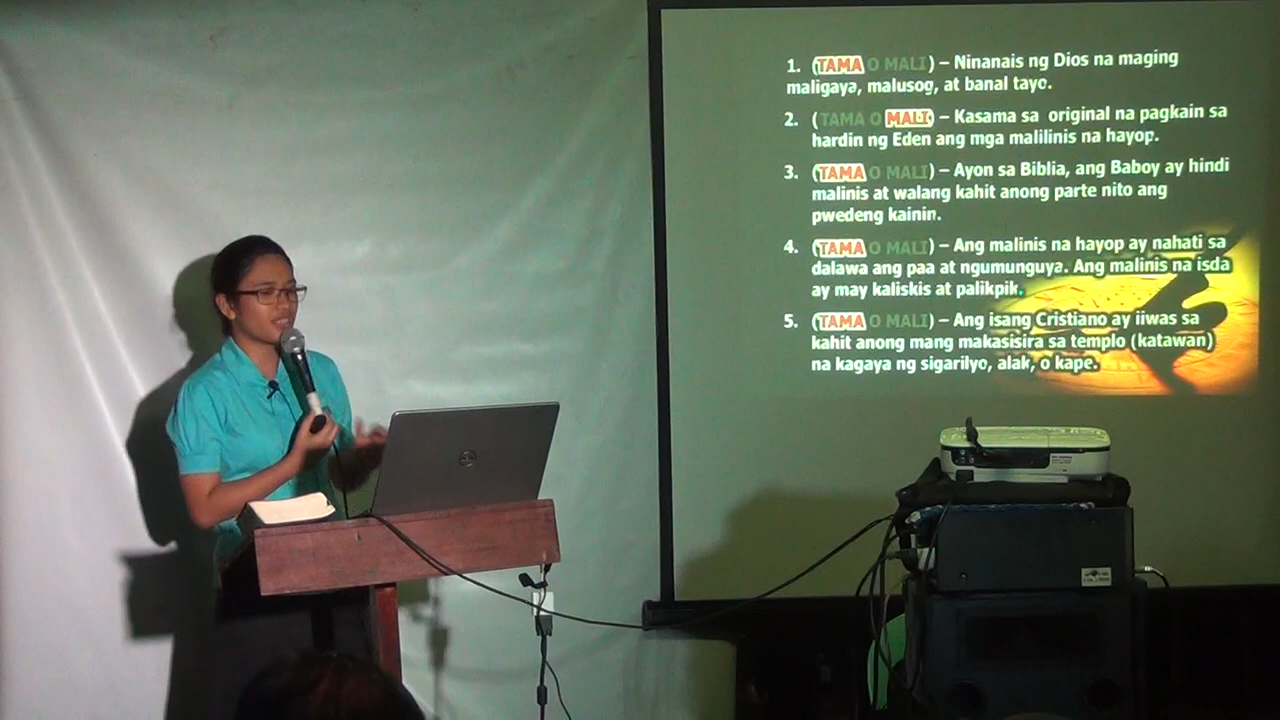 1. (TAMA O MALI) – Ninanais ng Dios na maging
maligaya, malusog, at banal tayo.
2. (TAMA O MALI) – Kasama sa original na pagkain sa
hardin ng Eden ang mga malilinis na hayop.
3. (TAMA O MALI) – Ayon sa Biblia, ang Baboy ay hindi
malinis at walang kahit anong parte nito ang
pwedeng kainin.
4. (TAMA O MALI) – Ang malinis na hayop ay nahati sa
dalawa ang paa at ngumunguya. Ang malinis na isda
ay may kaliskis at palikpik.
5. (TAMA O MALI) – Ang isang Cristiano ay iiwas sa
kahit anong mang makasisira sa templo (katawan)
na kagaya ng sigarilyo, alak, o kape.